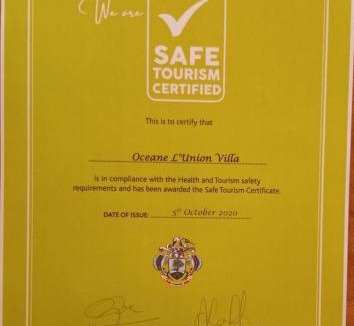 We are
SAFE
TOURISM
CERTIFIED
This is to certify that
Oceane L"Union Villa
is in compliance with the Health and Tourism safety
requirements and has been awarded the Safe Tourism Certificate.
DATE OF ISSUE: 5th October 2020